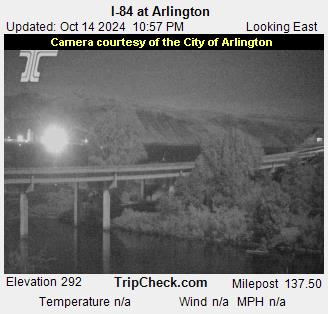 I-84 at Arlington
Updated: Oct 14 2024 10:57 PM Looking East
Camera courtesy of the City of Arlington
Elevation 292 TripCheck.com Milepost 137.50
Temperature n/a Wind n/a MPH n/a